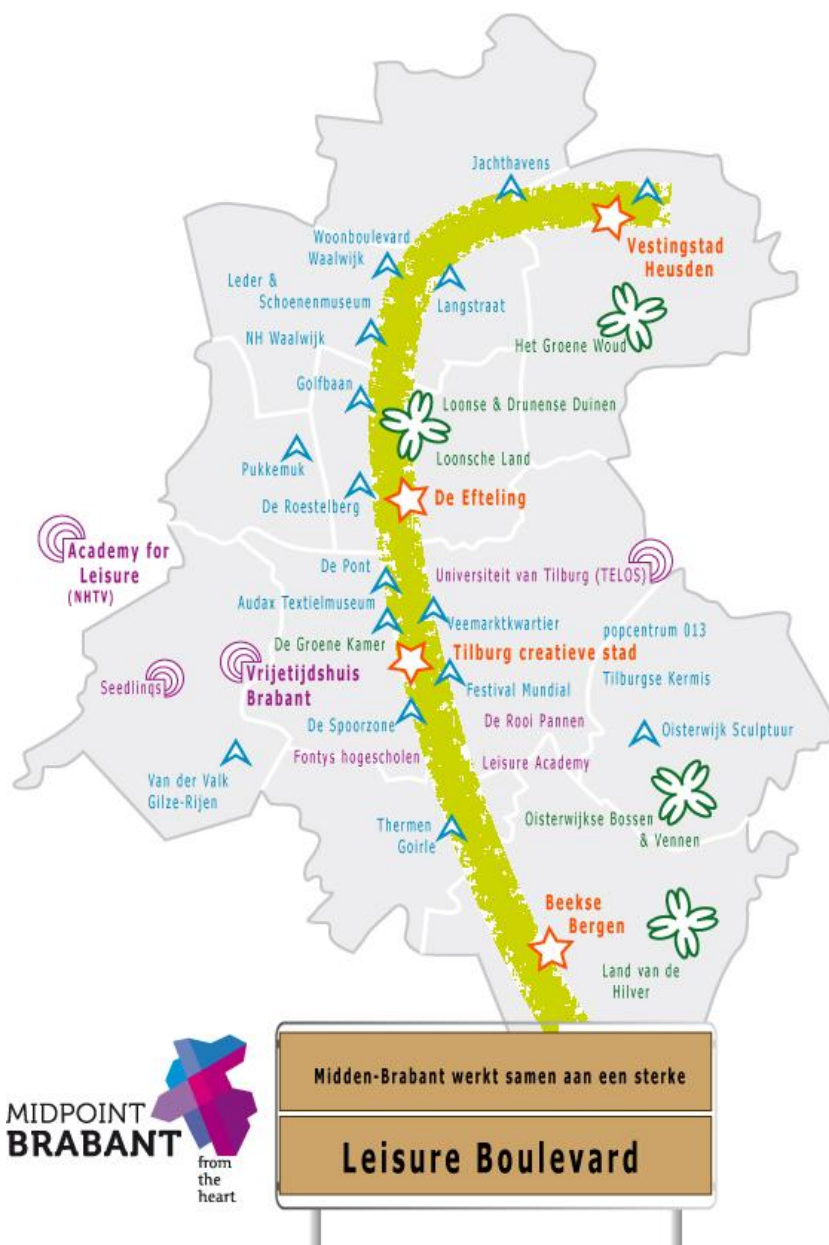 Jachthavens
Vestingstad
Heusden
Woonboulevard
Waalwijk
Leder &
Schoenenmuseum
Langstraat
NH Waalwijk
Het Groene Woud
Golfbaan
Loonse & Drunense Duinen
Pukkemuk
Loonsche Land
De Roestelberg
De Efteling
Academy for
Leisure
(NHTV)
De Pont
Universiteit van Tilburg (TELOS)
Audax Textielmuseum
Veemarktkwartier
popcentrum 013
De Groene Kamer
Tilburg creatieve stad
Seedlinqs
Vrijetijdshuis
Brabant
Festival Mundial
Tilburgse Kermis
De Spoorzone
De Rooi Pannen
Oisterwijk Sculptuur
Fontys hogescholen
Leisure Academy
Van der Valk
Gilze-Rijen
Thermen
Goirle
Oisterwijkse Bossen
& Vennen
Beekse
Bergen
Land van de
Hilver
MIDPOINT
BRABANT
from
the
heart
Midden-Brabant werkt samen aan een sterke
Leisure Boulevard